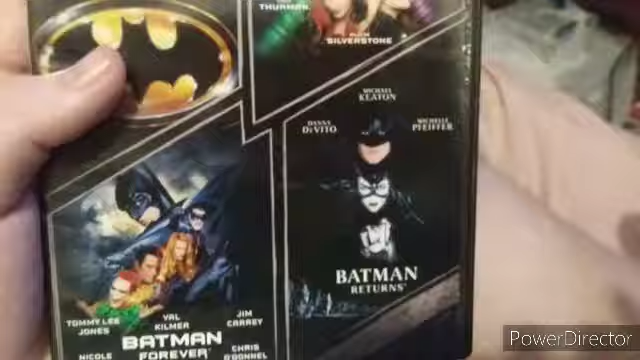 THURMAN
SILVERSTONE
MICHAEL
KEATON
DANNY
DeVITO
MICHELLE
PFEIFFER
BATMAN
RETURNS
TOMMY LEE
JONES
VAL
KILMER
JIM
CARREY
NICOLE
BATMAN
FOREVER
CHRIS
O'DONNEL
PowerDirector